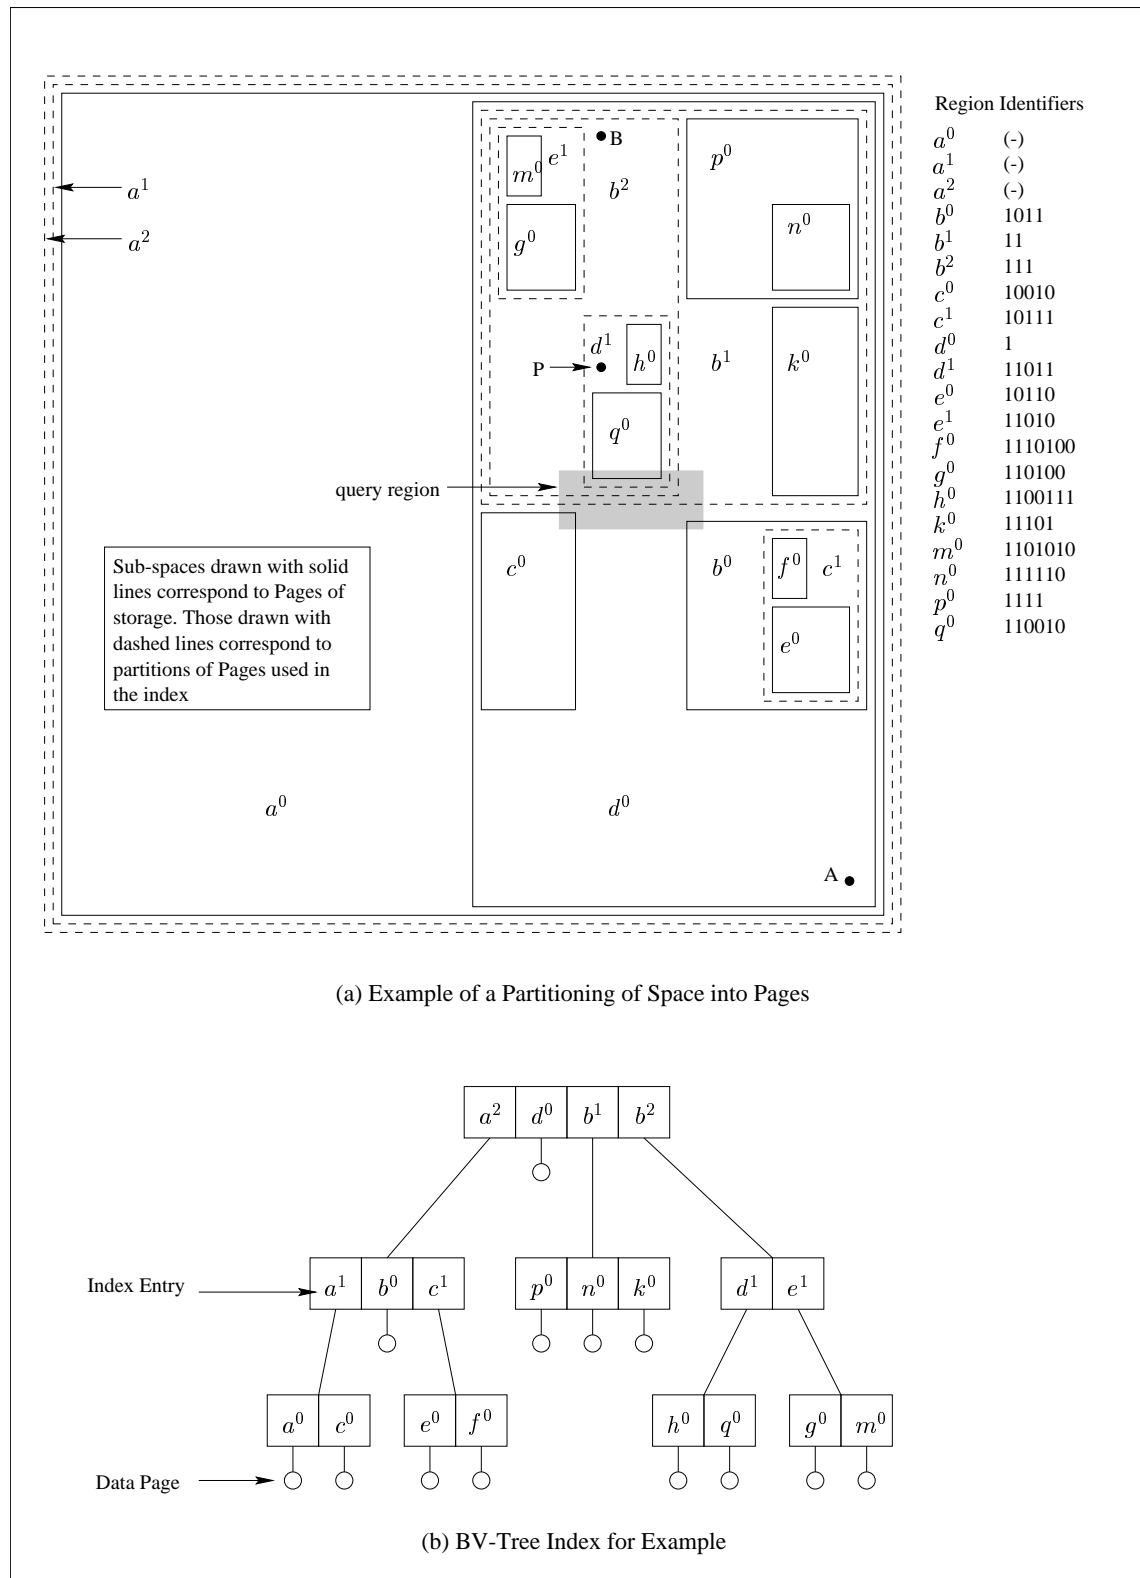 Region Identifiers
a⁰ (-)
a¹ (-)
a² (-)
b⁰ 1011
b¹ 11
b² 111
c⁰ 10010
c¹ 10111
d⁰ 1
d¹ 11011
e⁰ 10110
e¹ 11010
f⁰ 1110100
g⁰ 110100
h⁰ 1100111
k⁰ 11101
m⁰ 1101010
n⁰ 111110
p⁰ 1111
q⁰ 110010
a¹
a²
B
m⁰ e¹ b² p⁰
g⁰ n⁰
d¹
P h⁰ b¹ k⁰
q⁰
query region
c⁰ b⁰ f⁰ c¹
e⁰
Sub-spaces drawn with solid
lines correspond to Pages of
storage. Those drawn with
dashed lines correspond to
partitions of Pages used in
the index
a⁰ d⁰
A
(a) Example of a Partitioning of Space into Pages
a² d⁰ b¹ b²
Index Entry
a¹ b⁰ c¹ p⁰ n⁰ k⁰ d¹ e¹
a⁰ c⁰ e⁰ f⁰ h⁰ q⁰ g⁰ m⁰
Data Page
(b) BV-Tree Index for Example